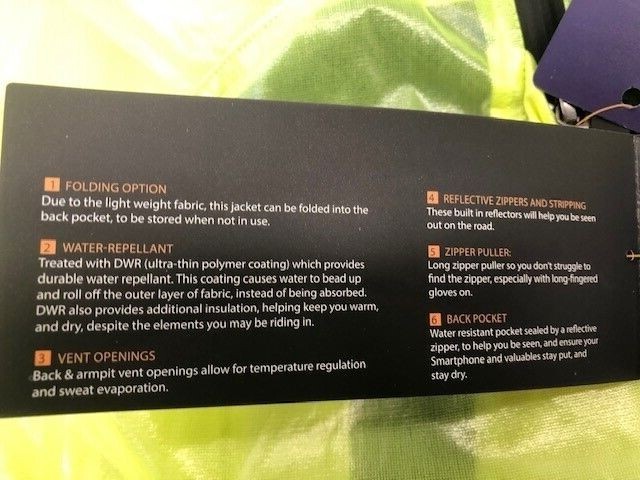 1 FOLDING OPTION
Due to the light weight fabric, this jacket can be folded into the
back pocket, to be stored when not in use.
2 WATER-REPELLANT
Treated with DWR (ultra-thin polymer coating) which provides
durable water repellant. This coating causes water to bead up
and roll off the outer layer of fabric, instead of being absorbed.
DWR also provides additional insulation, helping keep you warm,
and dry, despite the elements you may be riding in.
3 VENT OPENINGS
Back & armpit vent openings allow for temperature regulation
and sweat evaporation.
4 REFLECTIVE ZIPPERS AND STRIPPING
These built in reflectors will help you be seen
out on the road.
5 ZIPPER PULLER:
Long zipper puller so you don't struggle to
find the zipper, especially with long-fingered
gloves on.
6 BACK POCKET
Water resistant pocket sealed by a reflective
zipper, to help you be seen, and ensure your
Smartphone and valuables stay put, and
stay dry.